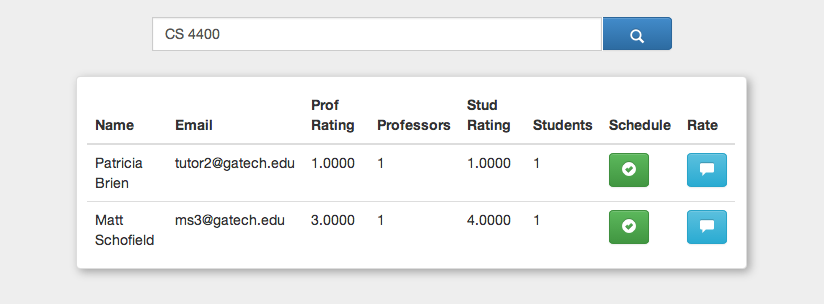 CS 4400
Name Email Prof Rating Professors Stud Rating Students Schedule Rate
Patricia Brien tutor2@gatech.edu 1.0000 1 1.0000 1
Matt Schofield ms3@gatech.edu 3.0000 1 4.0000 1